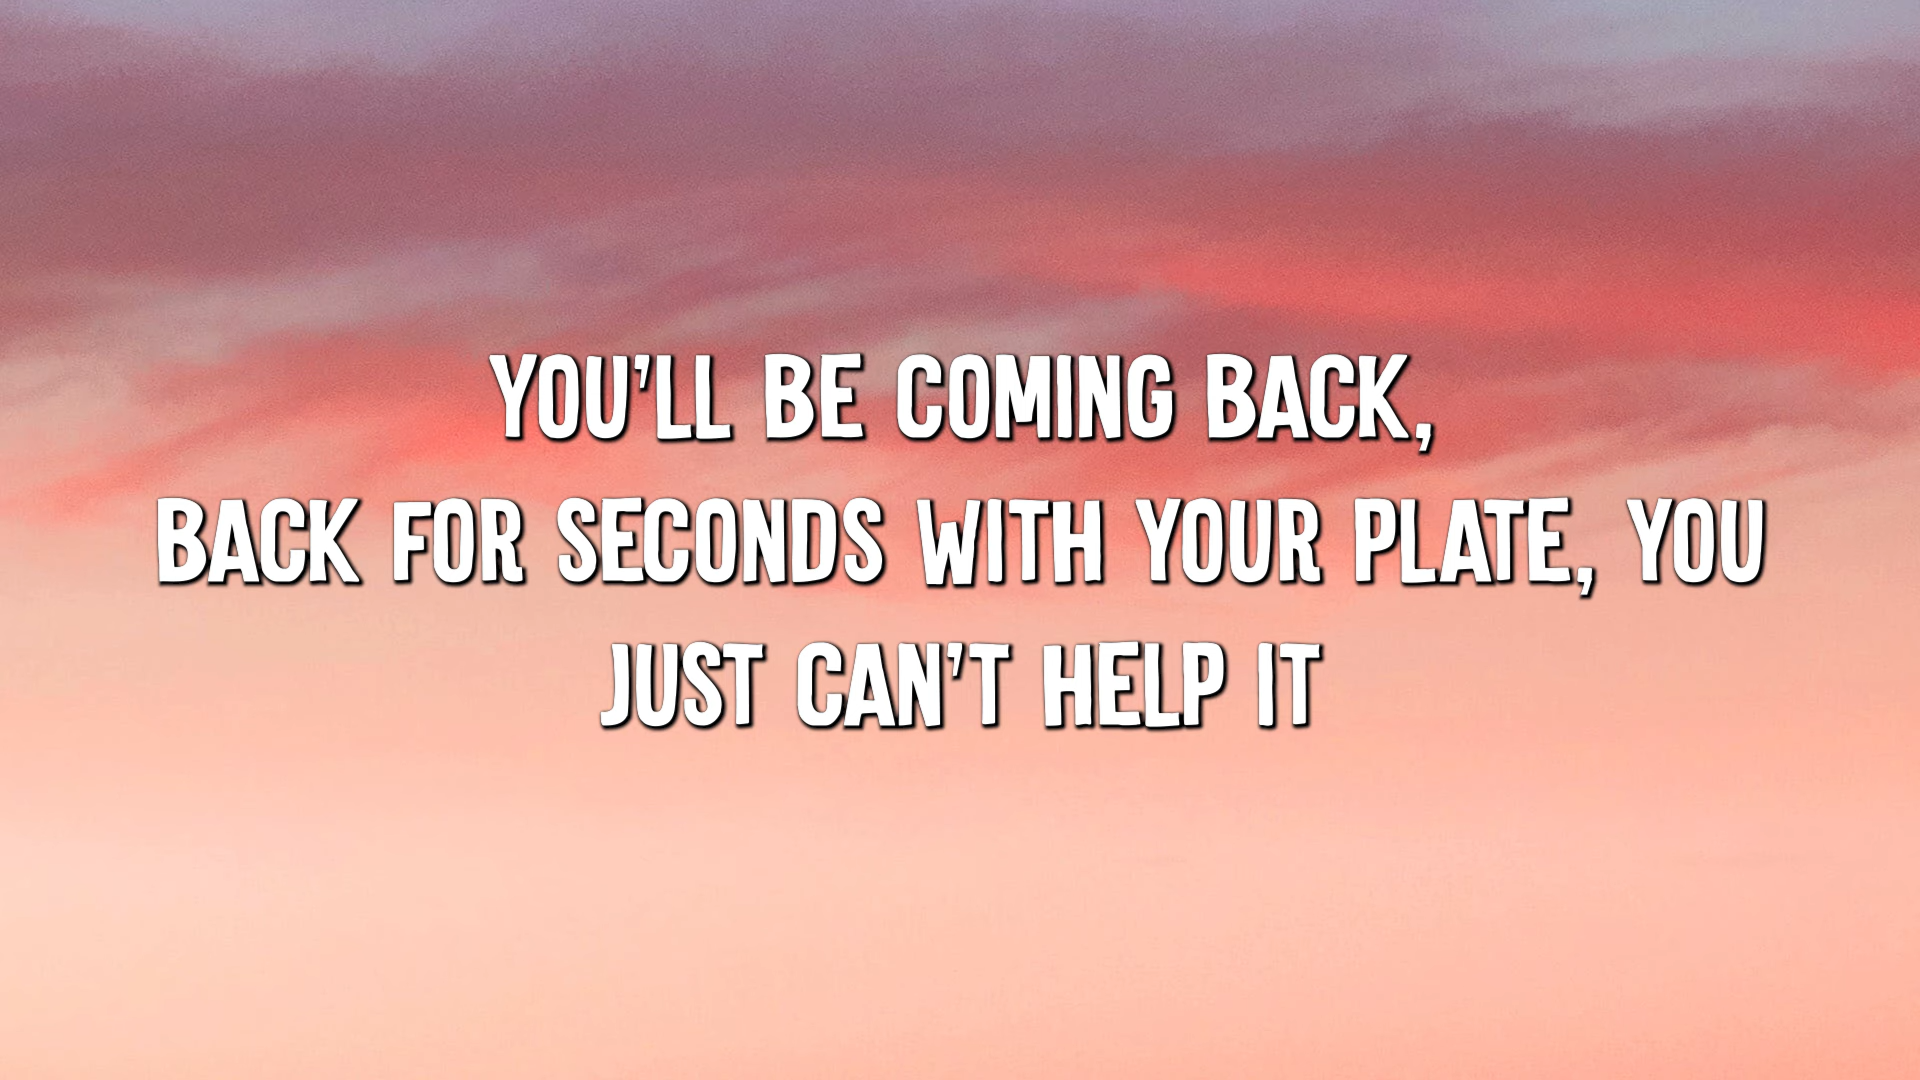 YOU'LL BE COMING BACK,
BACK FOR SECONDS WITH YOUR PLATE, YOU
JUST CAN'T HELP IT